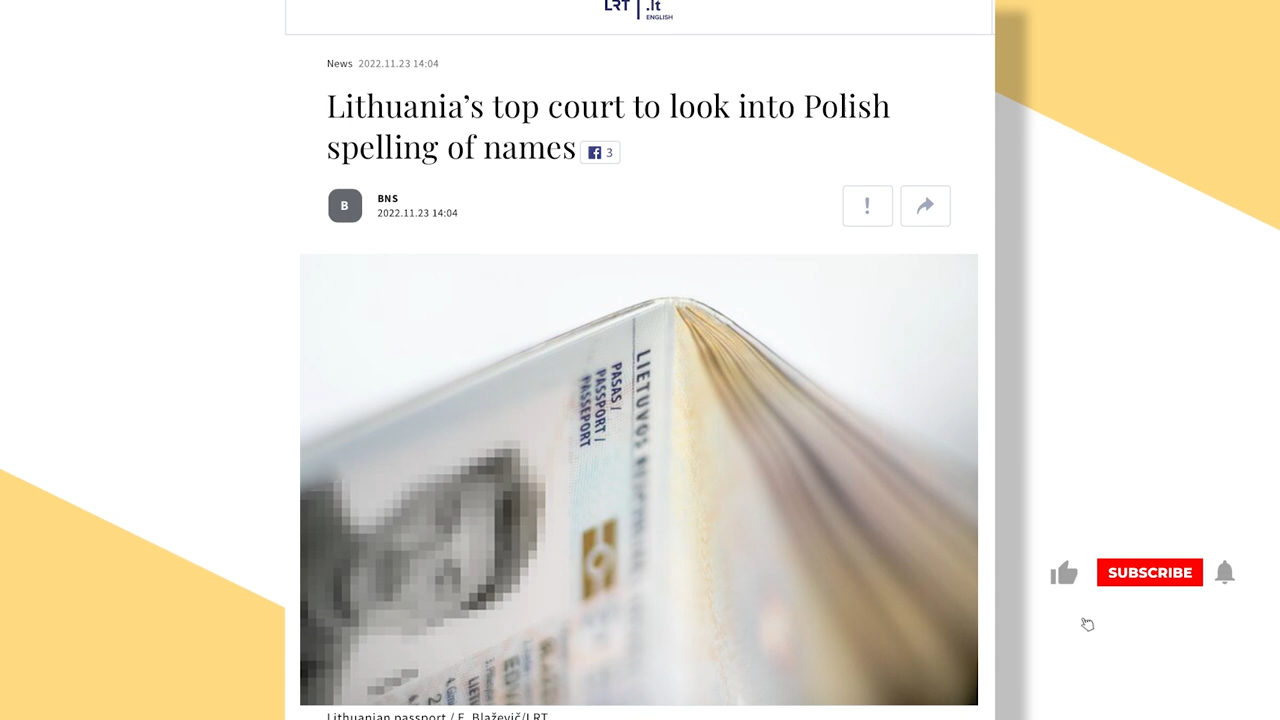 LRT .lt
ENGLISH
News 2022.11.23 14:04
Lithuania’s top court to look into Polish
spelling of names 3
B
BNS
2022.11.23 14:04
!
LIETUVOS
PASAS /
PASSPORT /
PASSEPORT
SUBSCRIBE
Lithuanian passport / E. Blaževič/LRT